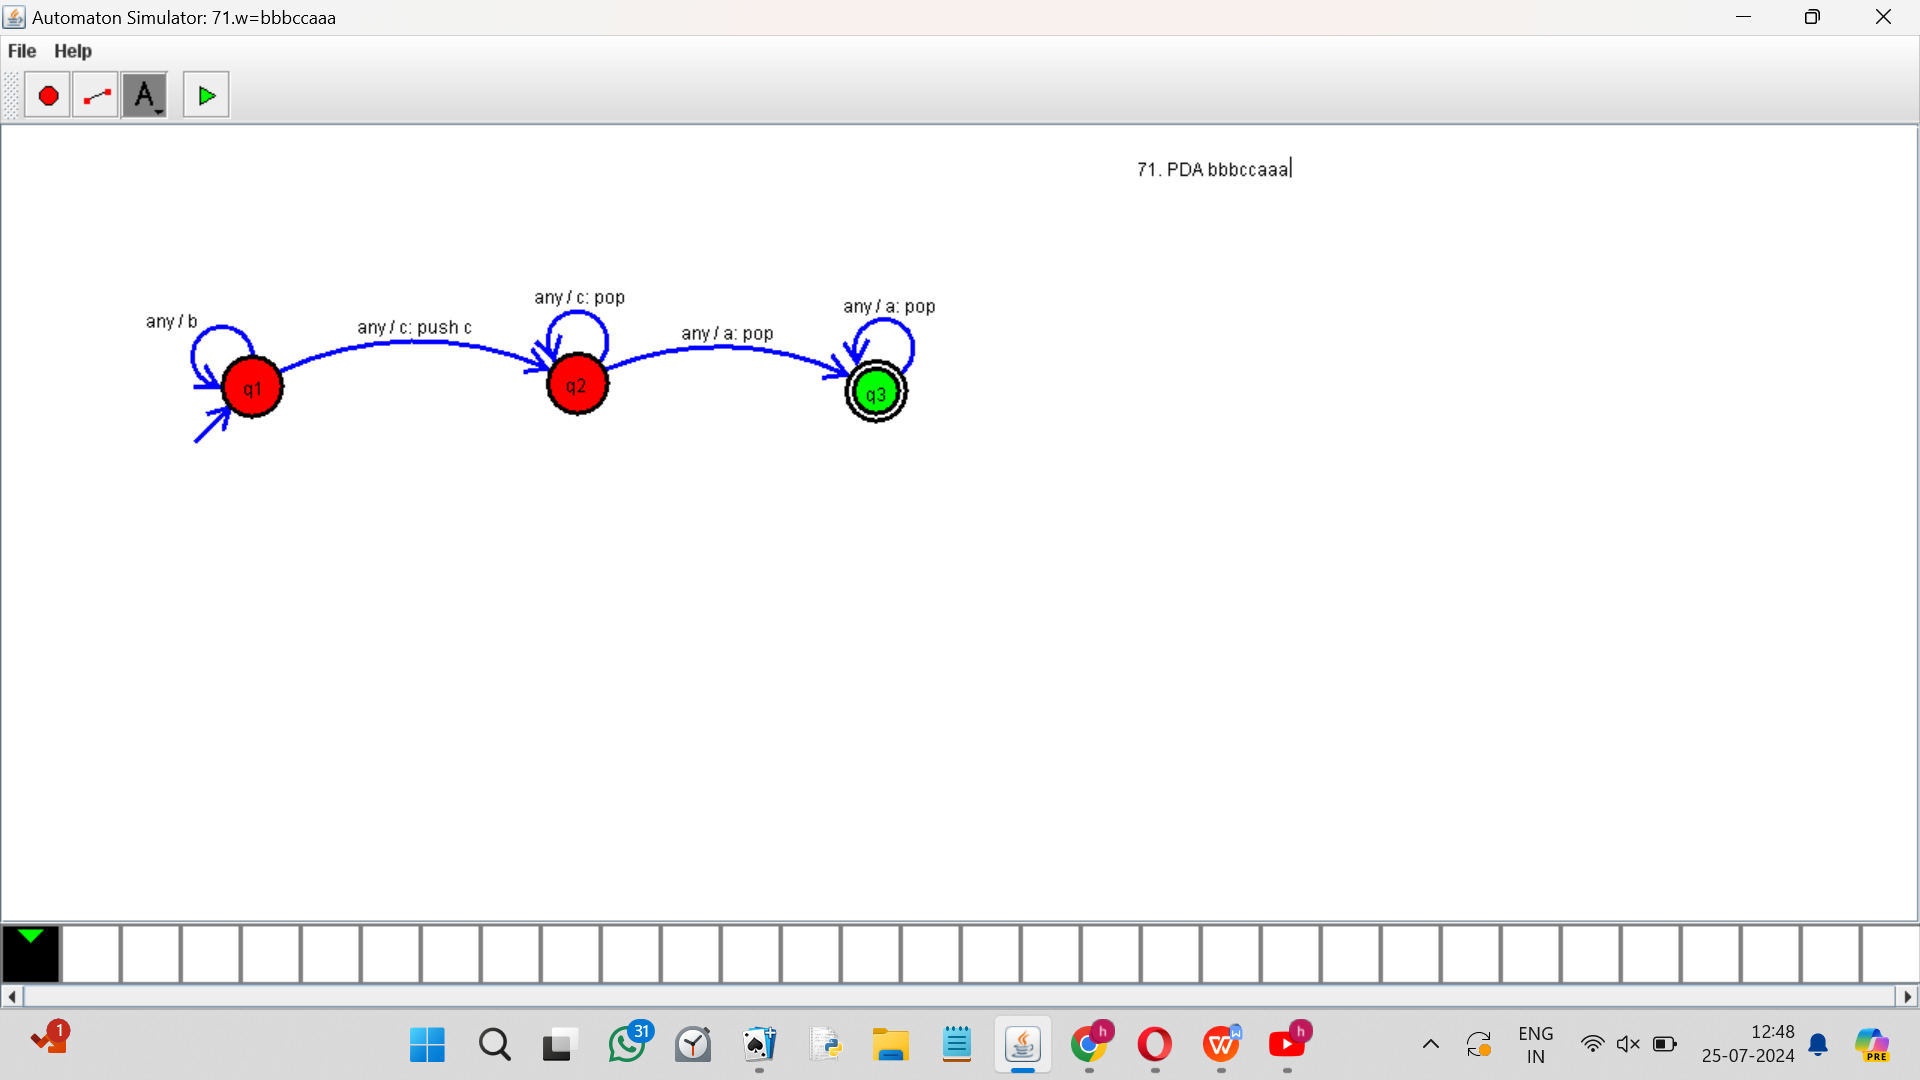 Automaton Simulator: 71.w=bbbccaaa
File Help
A
71. PDA bbbccaaa
any / b
any / c: push c
any / c: pop
any / a: pop
any / a: pop
q1
q2
q3
1
31
h
W
W
h
ENG
IN
12:48
25-07-2024
PRE